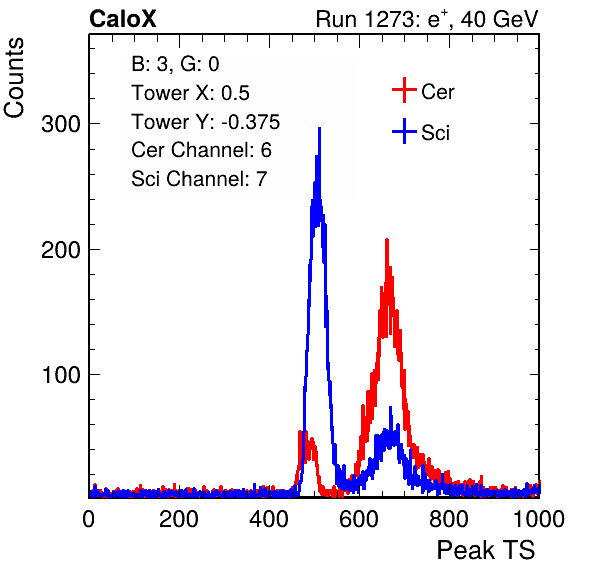 CaloX Run 1273: e⁺, 40 GeV
Counts
B: 3, G: 0
Tower X: 0.5
Tower Y: -0.375
Cer Channel: 6
Sci Channel: 7
Cer
Sci
300
200
100
0 200 400 600 800 1000
Peak TS